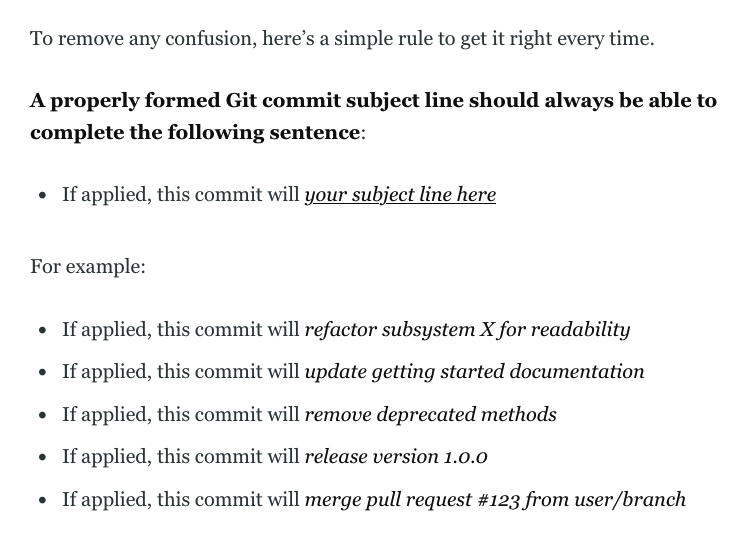 To remove any confusion, here’s a simple rule to get it right every time.
A properly formed Git commit subject line should always be able to
complete the following sentence:
• If applied, this commit will your subject line here
For example:
• If applied, this commit will refactor subsystem X for readability
• If applied, this commit will update getting started documentation
• If applied, this commit will remove deprecated methods
• If applied, this commit will release version 1.0.0
• If applied, this commit will merge pull request #123 from user/branch